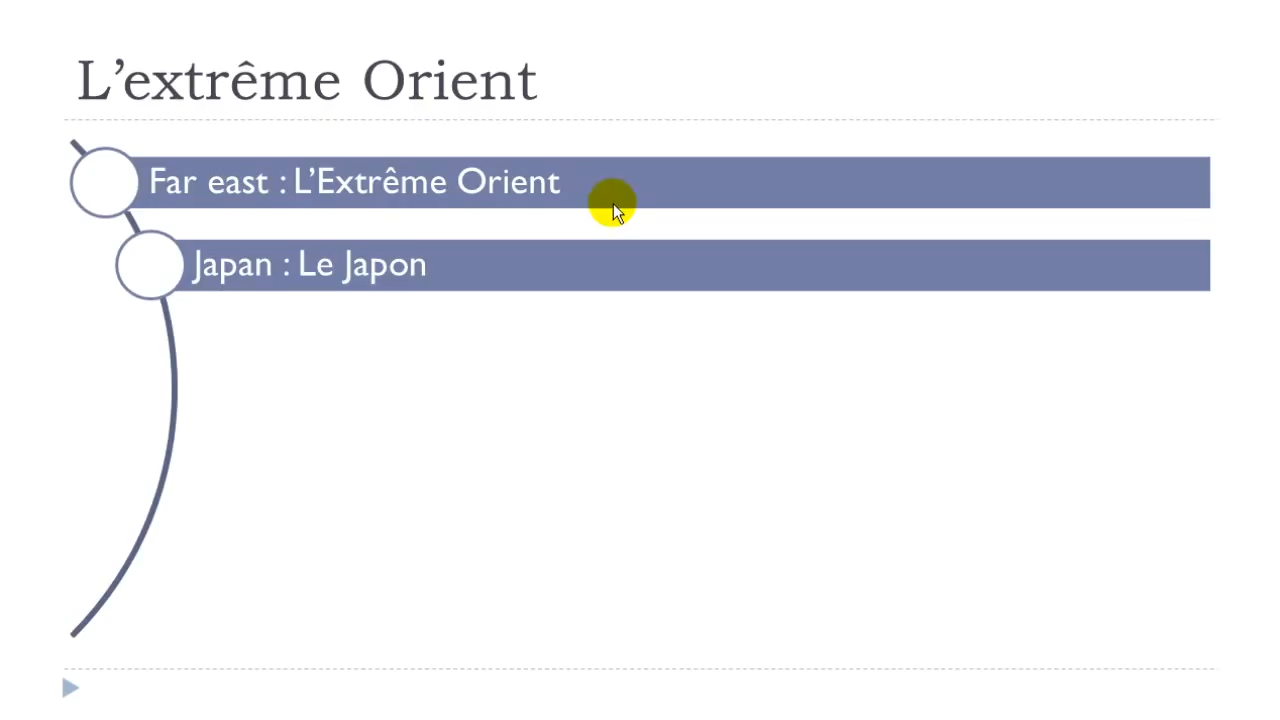 L’extrême Orient
Far east : L’Extrême Orient
Japan : Le Japon